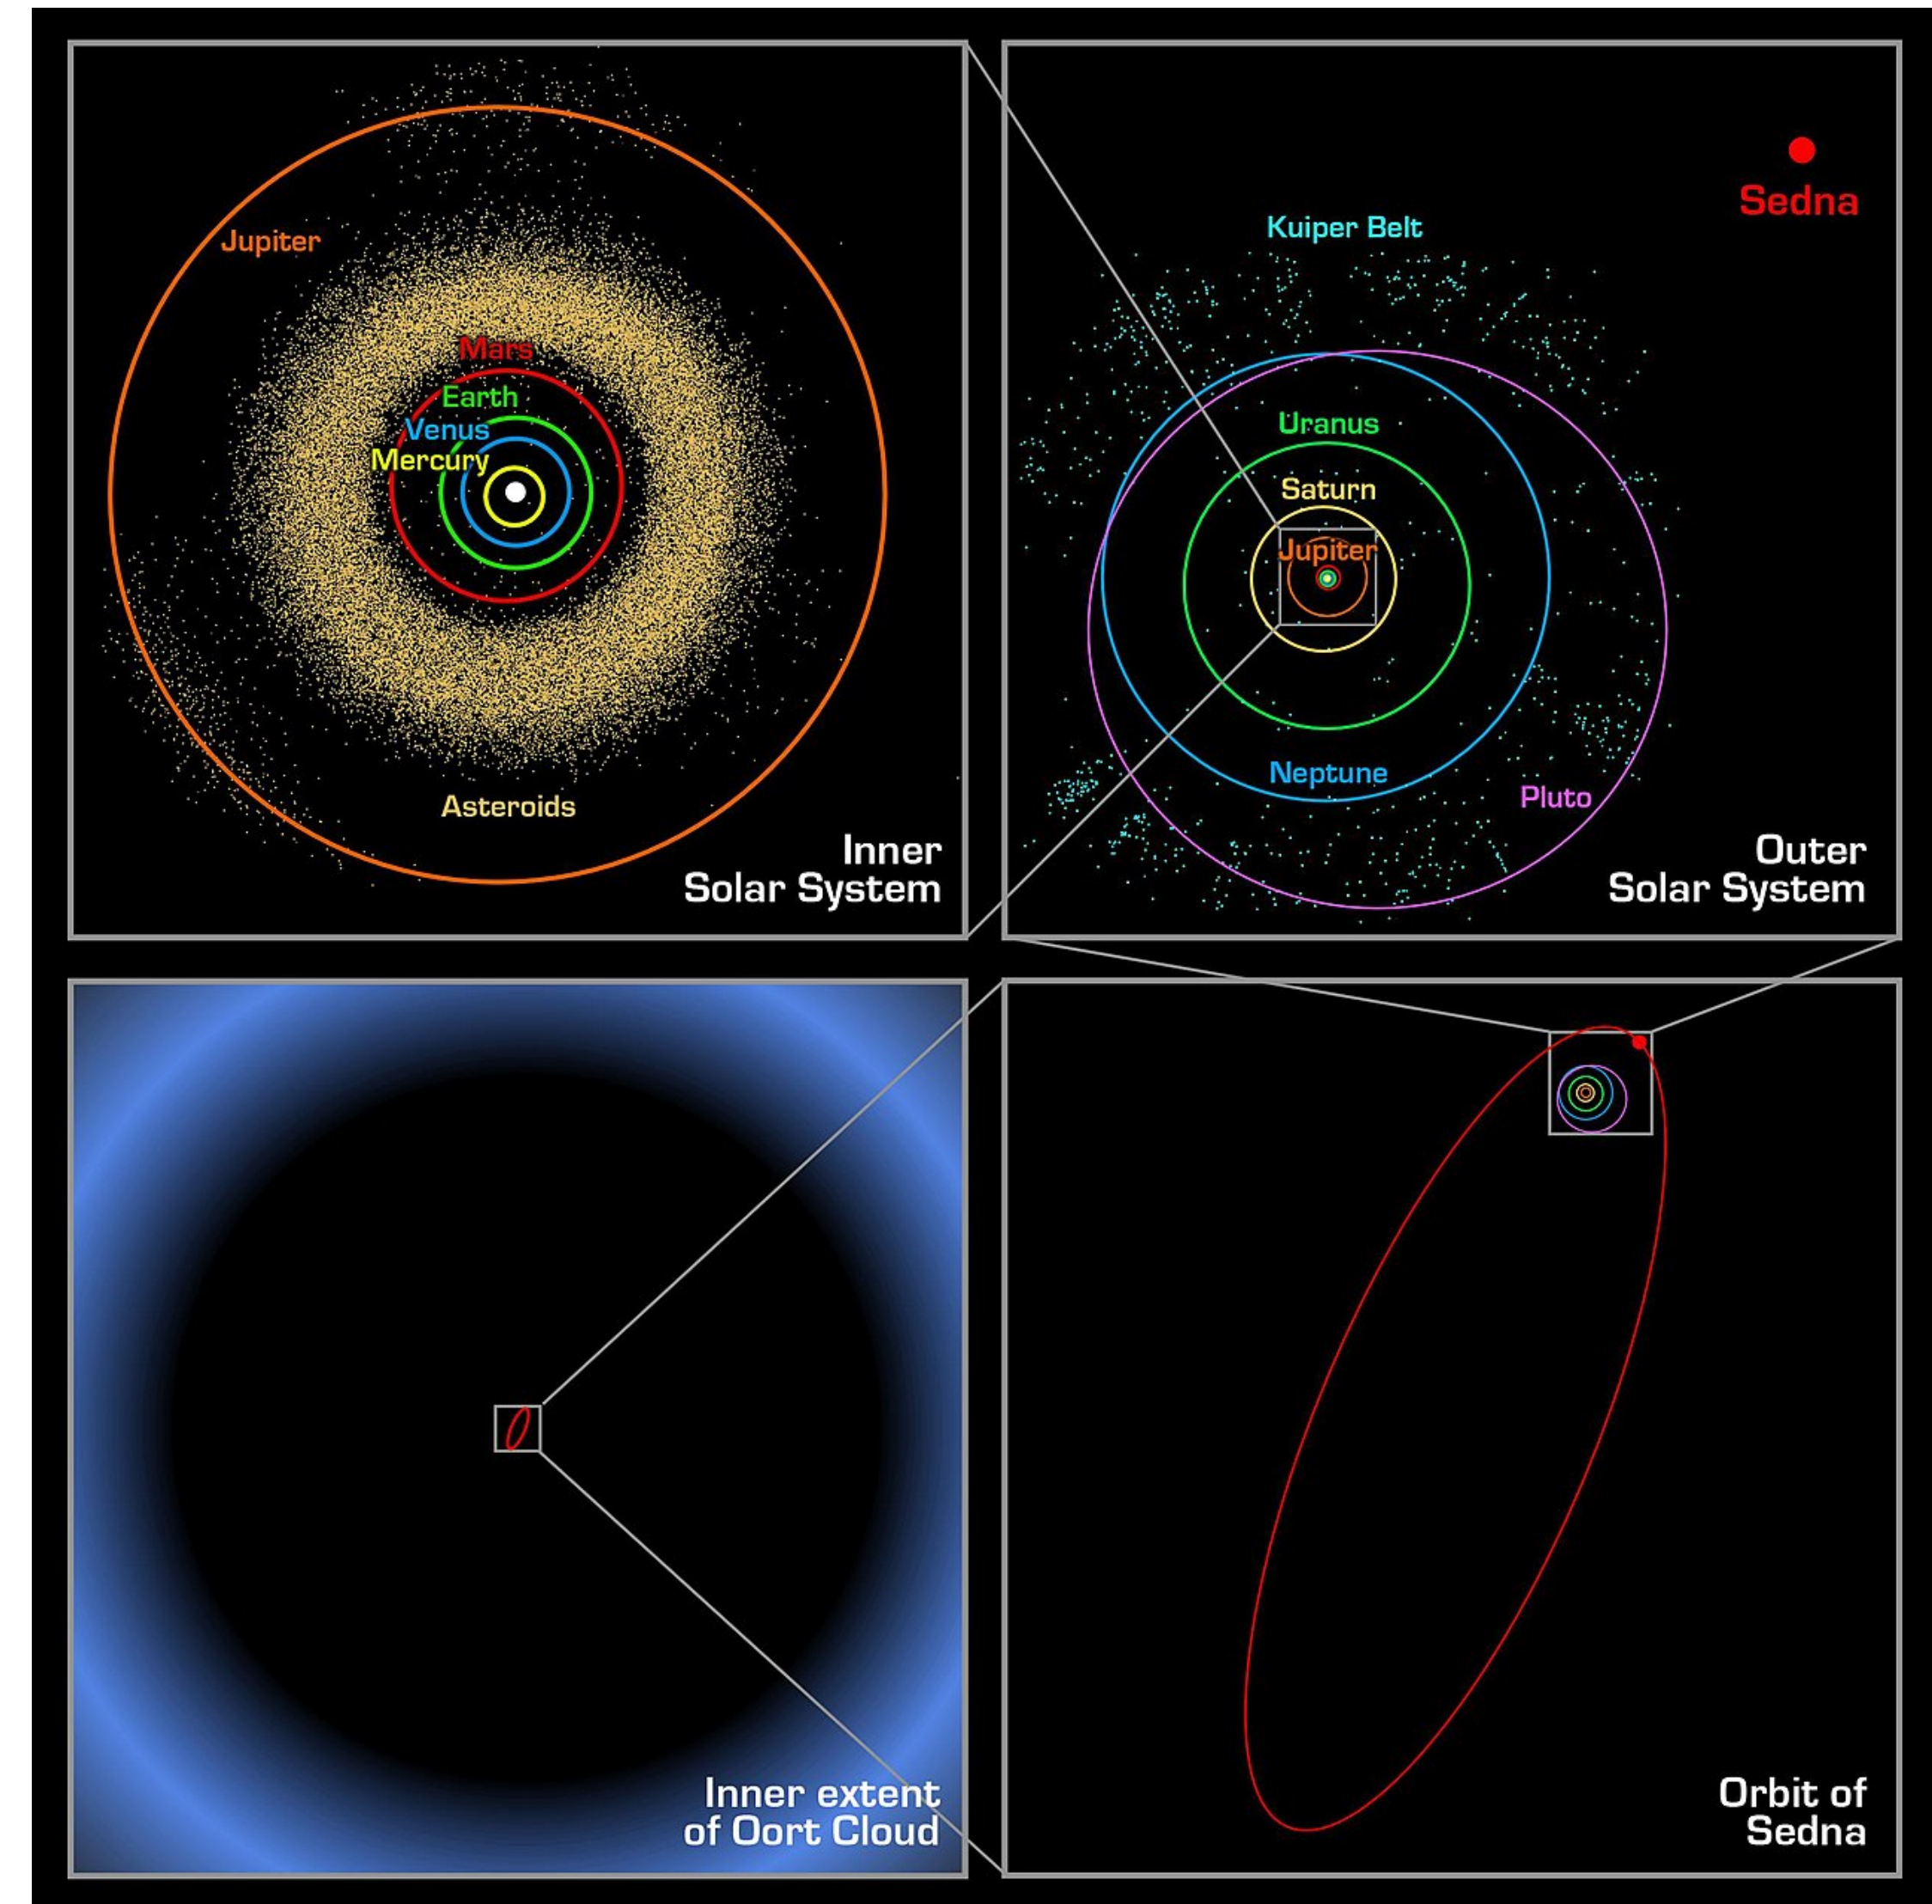 Jupiter
Mars
Earth
Venus
Mercury
Asteroids
Inner
Solar System
Sedna
Kuiper Belt
Uranus
Saturn
Jupiter
Neptune
Pluto
Outer
Solar System
Inner extent
of Oort Cloud
Orbit of
Sedna